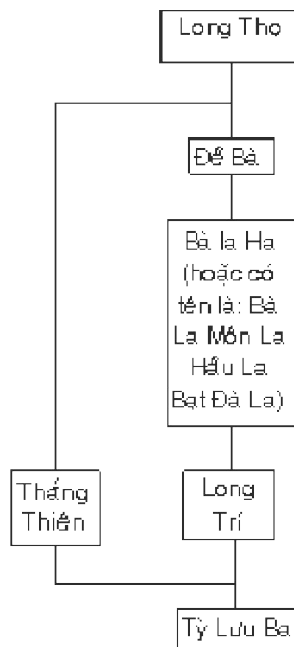 Long Thọ
Đề Bà
Bà la Ha
(hoặc có
tên là: Bà
La Môn La
Hầu La
Bạt Đà La)
Thắng
Thiên
Long
Trí
Tỳ Lưu Ba